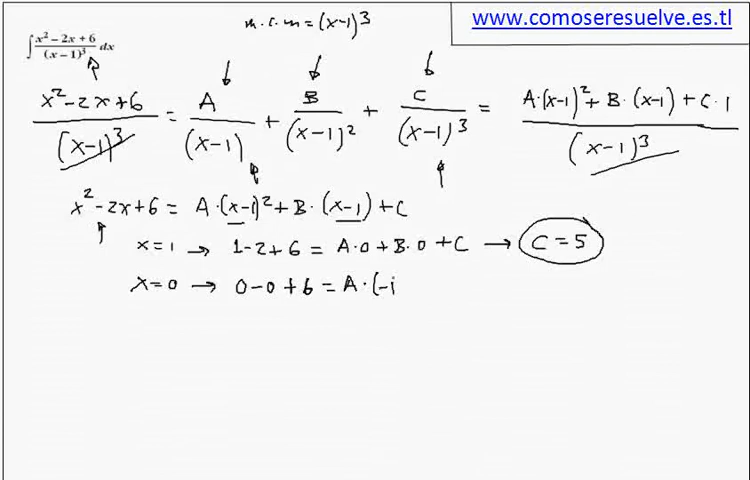 www.comoseresuelve.es.tl
m.c.m = (x-1)^3
∫ (x² - 2x + 6)/(x - 1)³ dx
(x² - 2x + 6)/(x - 1)³ = A/(x - 1) + B/(x - 1)² + C/(x - 1)³ = (A·(x-1)² + B·(x-1) + C·1)/(x - 1)³
x² - 2x + 6 = A·(x-1)² + B·(x-1) + C
x = 1 → 1 - 2 + 6 = A·0 + B·0 + C → C = 5
x = 0 → 0 - 0 + 6 = A·(-1